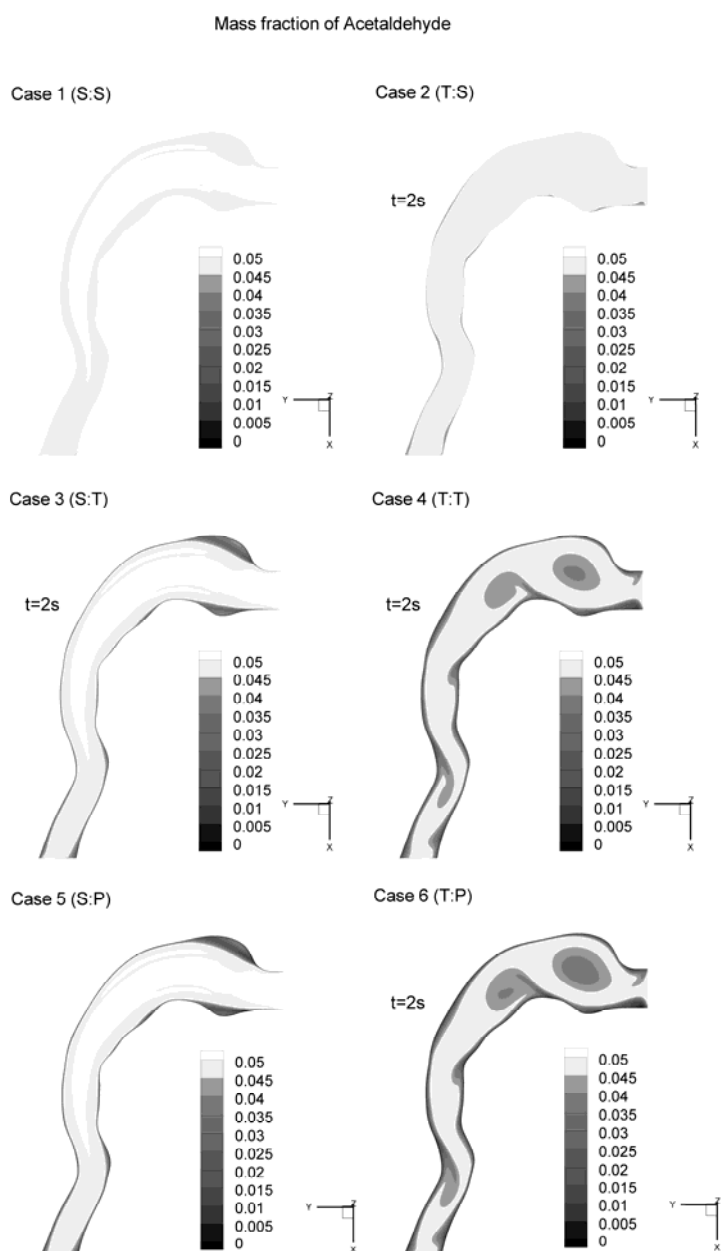 Mass fraction of Acetaldehyde
Case 1 (S:S)
0.05
0.045
0.04
0.035
0.03
0.025
0.02
0.015
0.01
0.005
0
Y
Z
X
Case 2 (T:S)
t=2s
0.05
0.045
0.04
0.035
0.03
0.025
0.02
0.015
0.01
0.005
0
Y
Z
X
Case 3 (S:T)
t=2s
0.05
0.045
0.04
0.035
0.03
0.025
0.02
0.015
0.01
0.005
0
Y
Z
X
Case 4 (T:T)
t=2s
0.05
0.045
0.04
0.035
0.03
0.025
0.02
0.015
0.01
0.005
0
Y
Z
X
Case 5 (S:P)
0.05
0.045
0.04
0.035
0.03
0.025
0.02
0.015
0.01
0.005
0
Y
Z
X
Case 6 (T:P)
t=2s
0.05
0.045
0.04
0.035
0.03
0.025
0.02
0.015
0.01
0.005
0
Y
Z
X